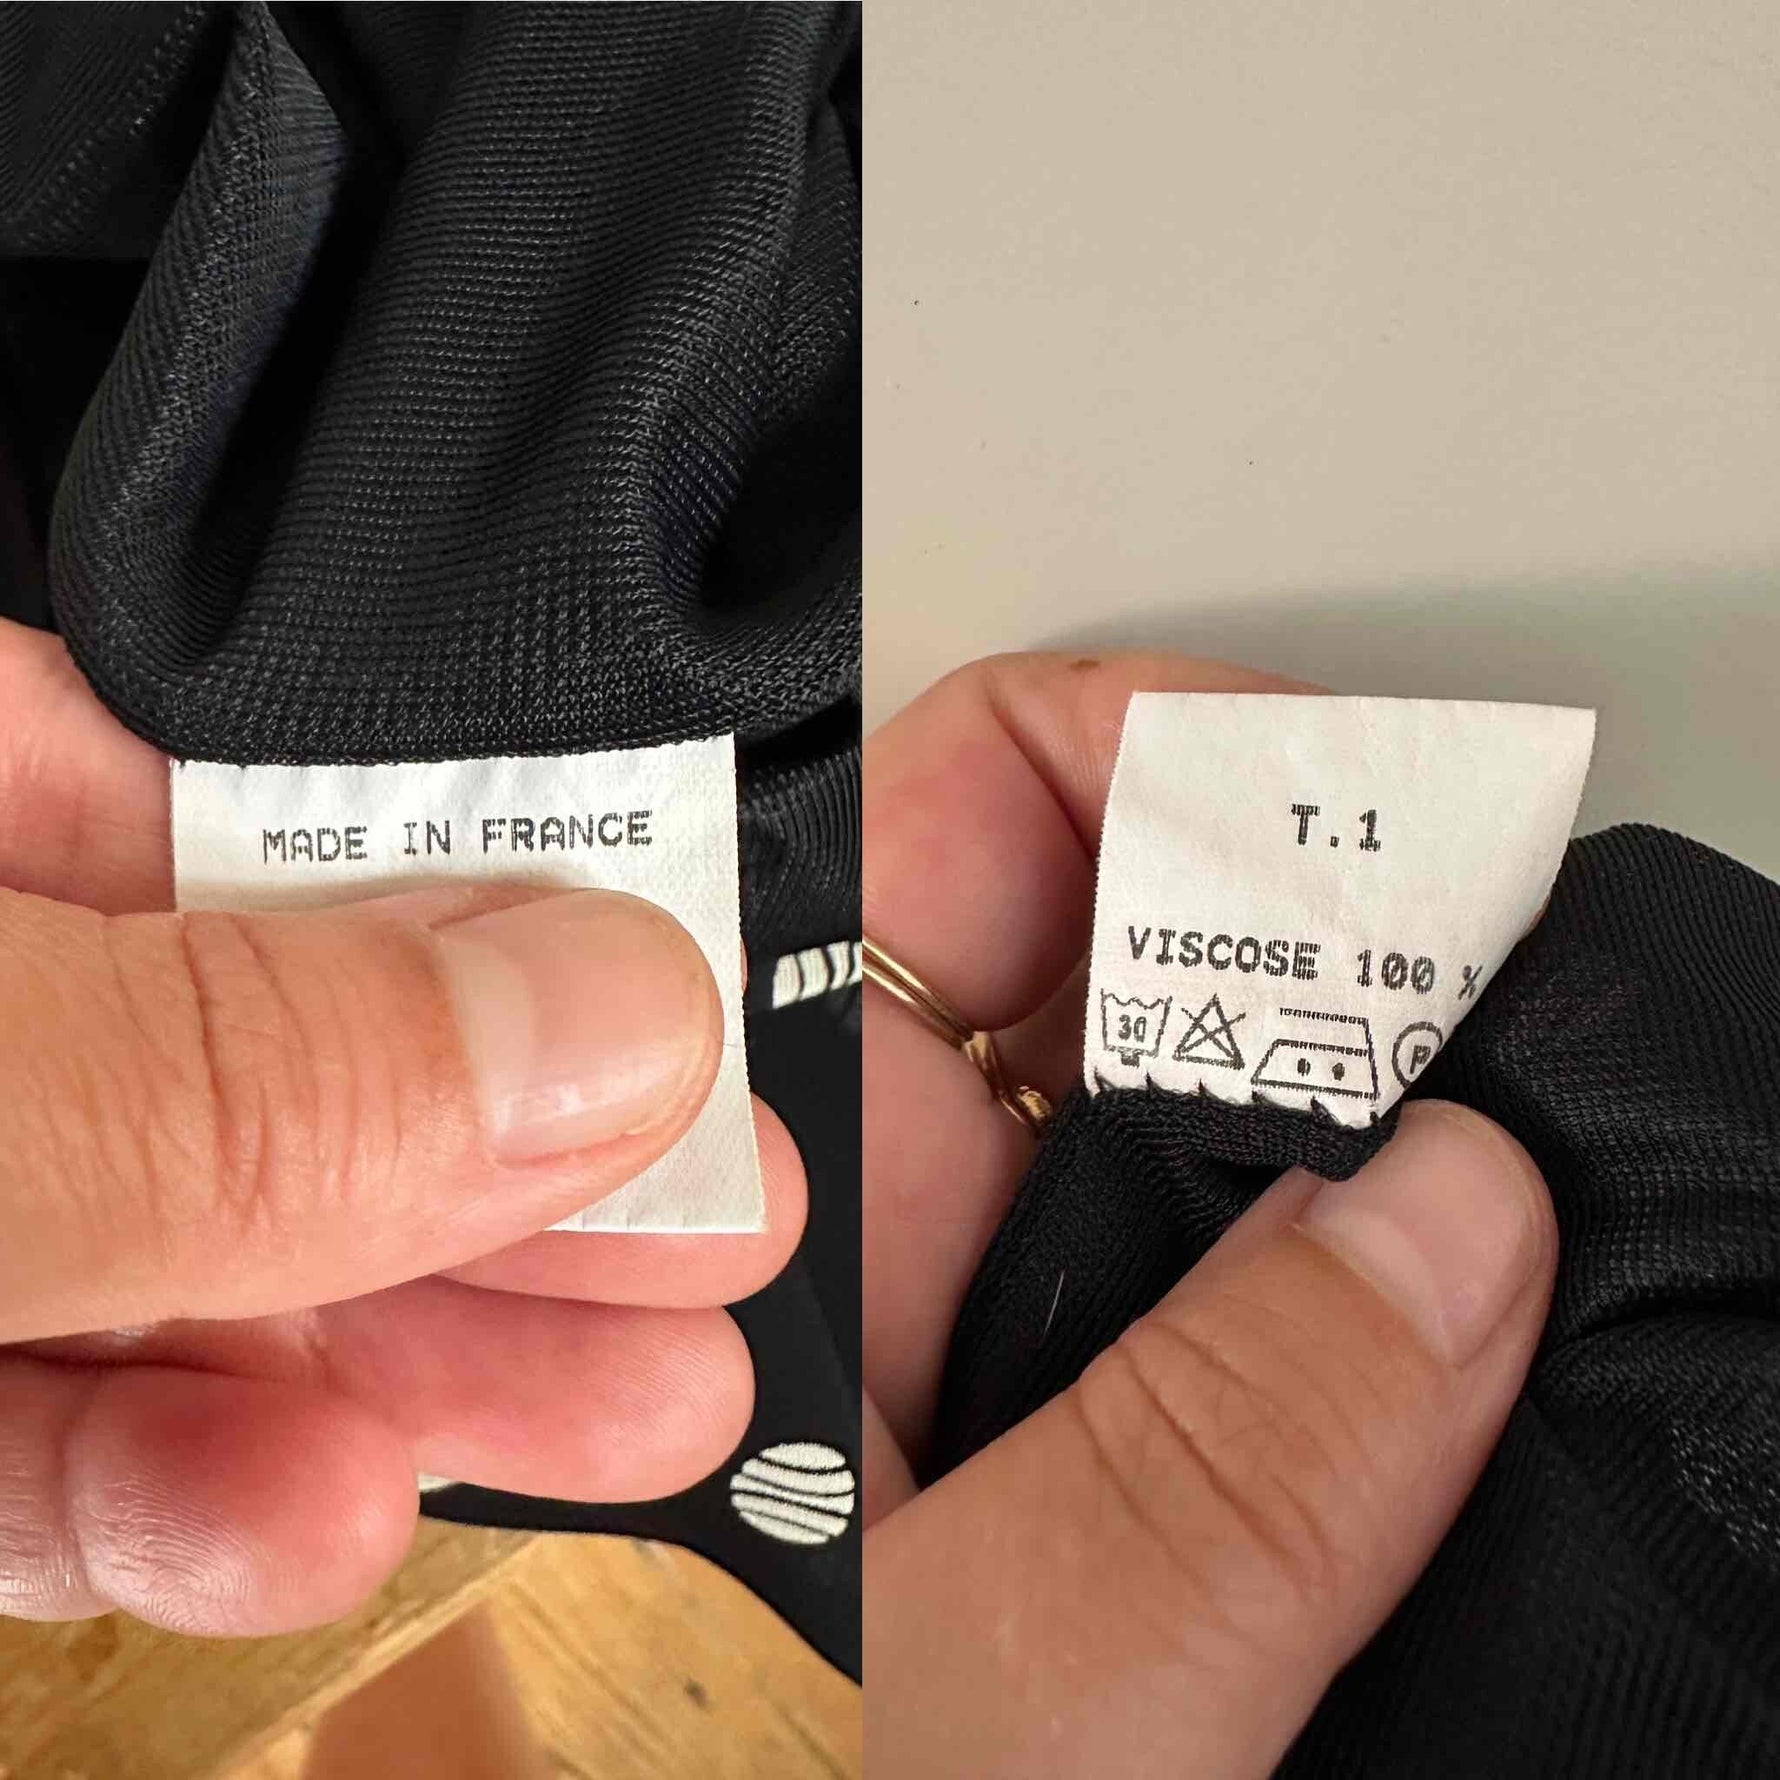 MADE IN FRANCE
T.1
VISCOSE 100 %
30
P